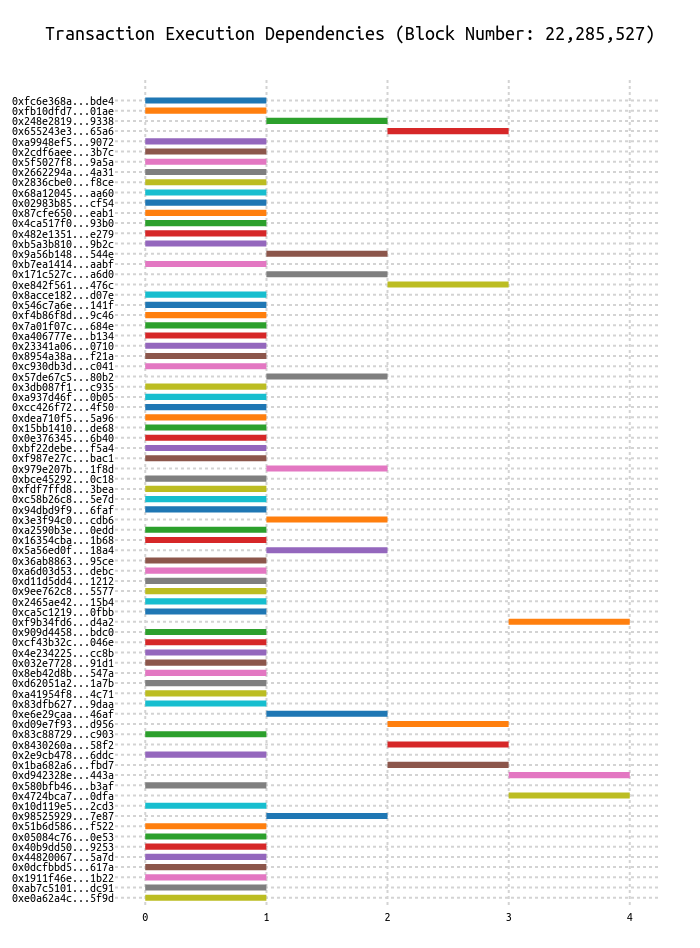 Transaction Execution Dependencies (Block Number: 22,285,527)
0xfc6e368a...bde4
0xfb10dfd7...01ae
0x248e2819...9338
0x655243e3...65a6
0xa9948ef5...9072
0x2cdf6aee...3b7c
0x5f5027f8...9a5a
0x2662294a...4a31
0x2836cbe0...f8ce
0x68a12045...aa60
0x02983b85...cf54
0x87cfe650...eab1
0x4ca517f0...93b0
0x482e1351...e279
0xb5a3b810...9b2c
0x9a56b148...544e
0xb7ea1414...aabf
0x171c527c...a6d0
0xe842f561...476c
0x8acce182...d07e
0x546c7a6e...141f
0xf4b86f8d...9c46
0x7a01f07c...684e
0xa406777e...b134
0x23341a06...0710
0x8954a38a...f21a
0xc930db3d...c041
0x57de67c5...80b2
0x3db087f1...c935
0xa937d46f...0b05
0xcc426f72...4f50
0xdea710f5...5a96
0x15bb1410...de68
0x0e376345...6b40
0xbf22debe...f5a4
0xf987e27c...bac1
0x979e207b...1f8d
0xbce45292...0c18
0xfdf7ffd8...3bea
0xc58b26c8...5e7d
0x94dbd9f9...6faf
0x3e3f94c0...cdb6
0xa2590b3e...0edd
0x16354cba...1b68
0x5a56ed0f...18a4
0x36ab8863...95ce
0xa6d03d53...debc
0xd11d5dd4...1212
0x9ee762c8...5577
0x2465ae42...15b4
0xca5c1219...0fbb
0xf9b34fd6...d4a2
0x909d4458...bdc0
0xcf43b32c...046e
0x4e234225...cc8b
0x032e7728...91d1
0x8eb42d8b...547a
0xd62051a2...1a7b
0xa41954f8...4c71
0x83dfb627...9daa
0xe6e29caa...46af
0xd09e7f93...d956
0x83c88729...c903
0x8430260a...58f2
0x2e9cb478...6ddc
0x1ba682a6...fbd7
0xd942328e...443a
0x580bfb46...b3af
0x4724bca7...0dfa
0x10d119e5...2cd3
0x98525929...7e87
0x51b6d586...f522
0x05084c76...0e53
0x40b9dd50...9253
0x44820067...5a7d
0x0dcfbbd5...617a
0x1911f46e...1b22
0xab7c5101...dc91
0xe0a62a4c...5f9d
0 1 2 3 4